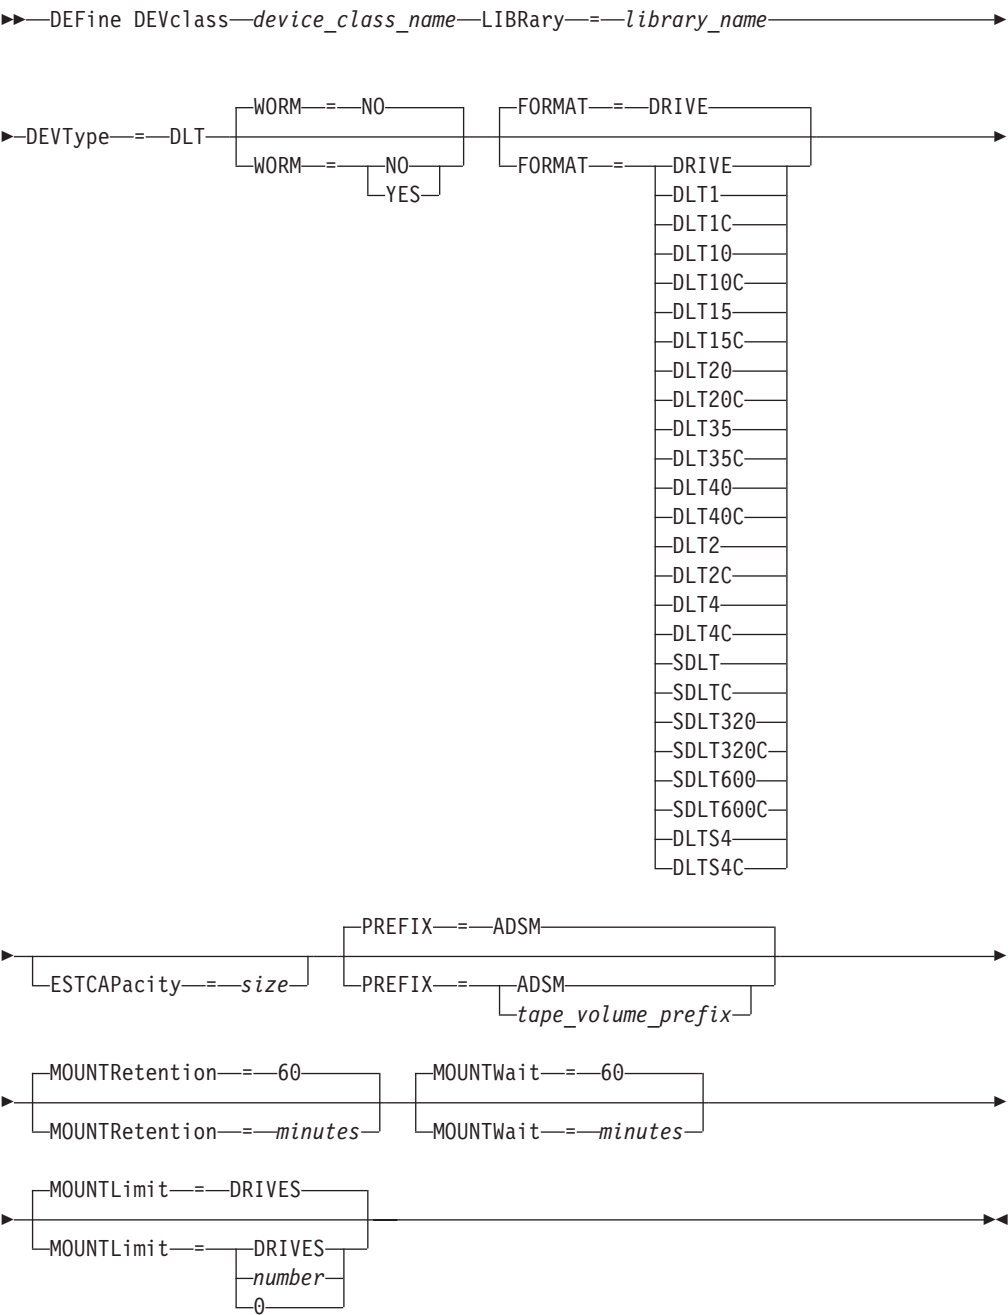 DEFine DEVclass device_class_name LIBRary = library_name
WORM = NO FORMAT = DRIVE
DEVType = DLT
WORM = NO FORMAT = DRIVE
YES DLT1
DLT1C
DLT10
DLT10C
DLT15
DLT15C
DLT20
DLT20C
DLT35
DLT35C
DLT40
DLT40C
DLT2
DLT2C
DLT4
DLT4C
SDLT
SDLTC
SDLT320
SDLT320C
SDLT600
SDLT600C
DLTS4
DLTS4C
PREFIX = ADSM
ESTCAPacity = size PREFIX = ADSM
tape_volume_prefix
MOUNTRetention = 60 MOUNTWait = 60
MOUNTRetention = minutes MOUNTWait = minutes
MOUNTLimit = DRIVES
MOUNTLimit = DRIVES
number
0